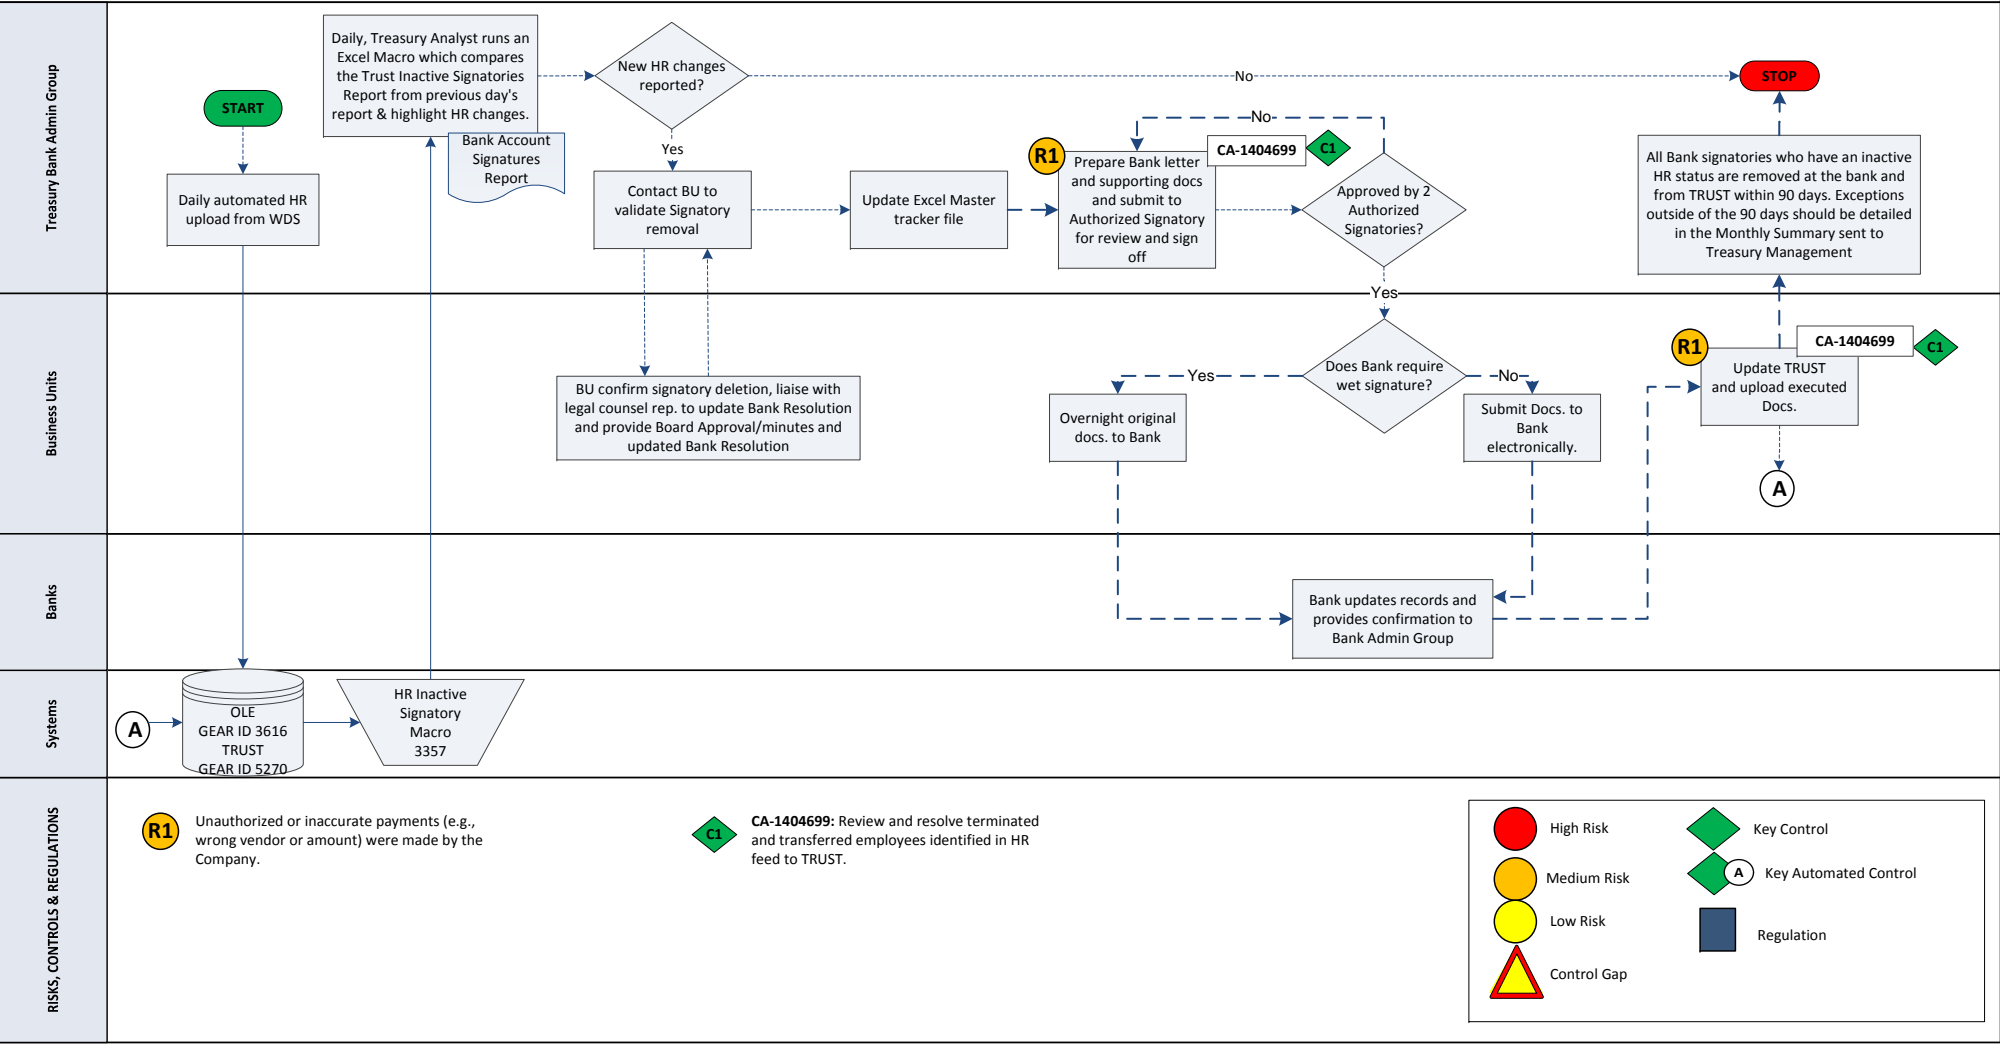 Treasury Bank Admin Group
START
Daily automated HR
upload from WDS
Daily, Treasury Analyst runs an
Excel Macro which compares
the Trust Inactive Signatories
Report from previous day's
report & highlight HR changes.
Bank Account
Signatures
Report
New HR changes
reported?
No
STOP
Yes
Contact BU to
validate Signatory
removal
Update Excel Master
tracker file
R1
Prepare Bank letter
and supporting docs
and submit to
Authorized Signatory
for review and sign
off
CA-1404699
C1
No
Approved by 2
Authorized
Signatories?
Yes
All Bank signatories who have an inactive
HR status are removed at the bank and
from TRUST within 90 days. Exceptions
outside of the 90 days should be detailed
in the Monthly Summary sent to
Treasury Management
Business Units
BU confirm signatory deletion, liaise with
legal counsel rep. to update Bank Resolution
and provide Board Approval/minutes and
updated Bank Resolution
Does Bank require
wet signature?
Yes
No
Overnight original
docs. to Bank
Submit Docs. to
Bank
electronically.
R1
CA-1404699
C1
Update TRUST
and upload executed
Docs.
A
Banks
Bank updates records and
provides confirmation to
Bank Admin Group
Systems
A
OLE
GEAR ID 3616
TRUST
GEAR ID 5270
HR Inactive
Signatory
Macro
3357
RISKS, CONTROLS & REGULATIONS
R1
Unauthorized or inaccurate payments (e.g.,
wrong vendor or amount) were made by the
Company.
C1
CA-1404699: Review and resolve terminated
and transferred employees identified in HR
feed to TRUST.
High Risk
Medium Risk
Low Risk
Control Gap
Key Control
A
Key Automated Control
Regulation